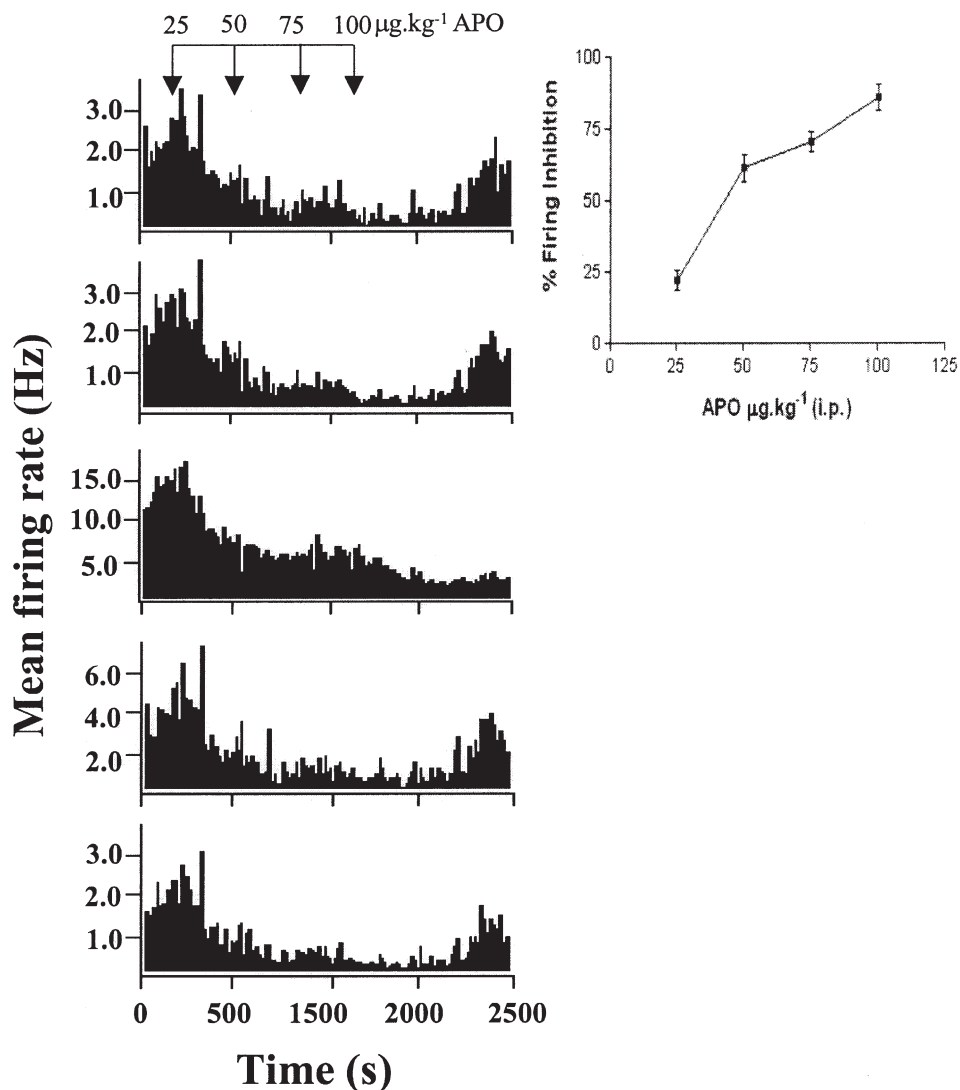 25 50 75 100 µg.kg-1 APO
3.0
2.0
1.0
3.0
2.0
1.0
15.0
10.0
5.0
6.0
4.0
2.0
3.0
2.0
1.0
0 500 1500 2000 2500
Time (s)
Mean firing rate (Hz)
100
75
50
25
0
0 25 50 75 100 125
% Firing Inhibition
APO µg.kg-1 (i.p.)